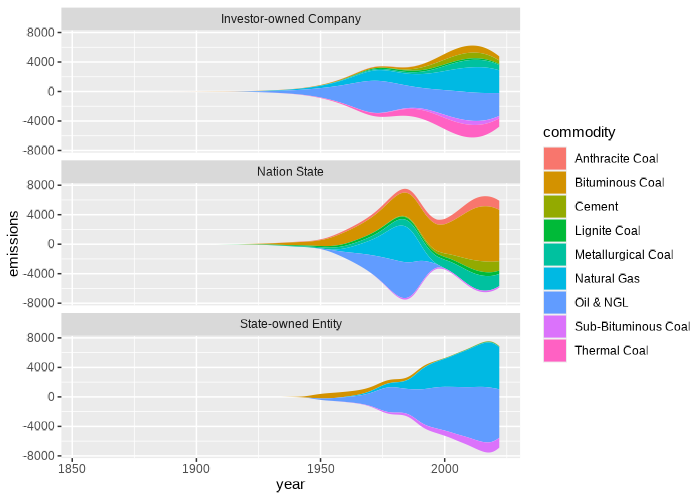 Investor-owned Company
8000
4000
0
-4000
-8000
Nation State
8000
4000
0
-4000
-8000
State-owned Entity
8000
4000
0
-4000
-8000
1850 1900 1950 2000
year
emissions
commodity
Anthracite Coal
Bituminous Coal
Cement
Lignite Coal
Metallurgical Coal
Natural Gas
Oil & NGL
Sub-Bituminous Coal
Thermal Coal